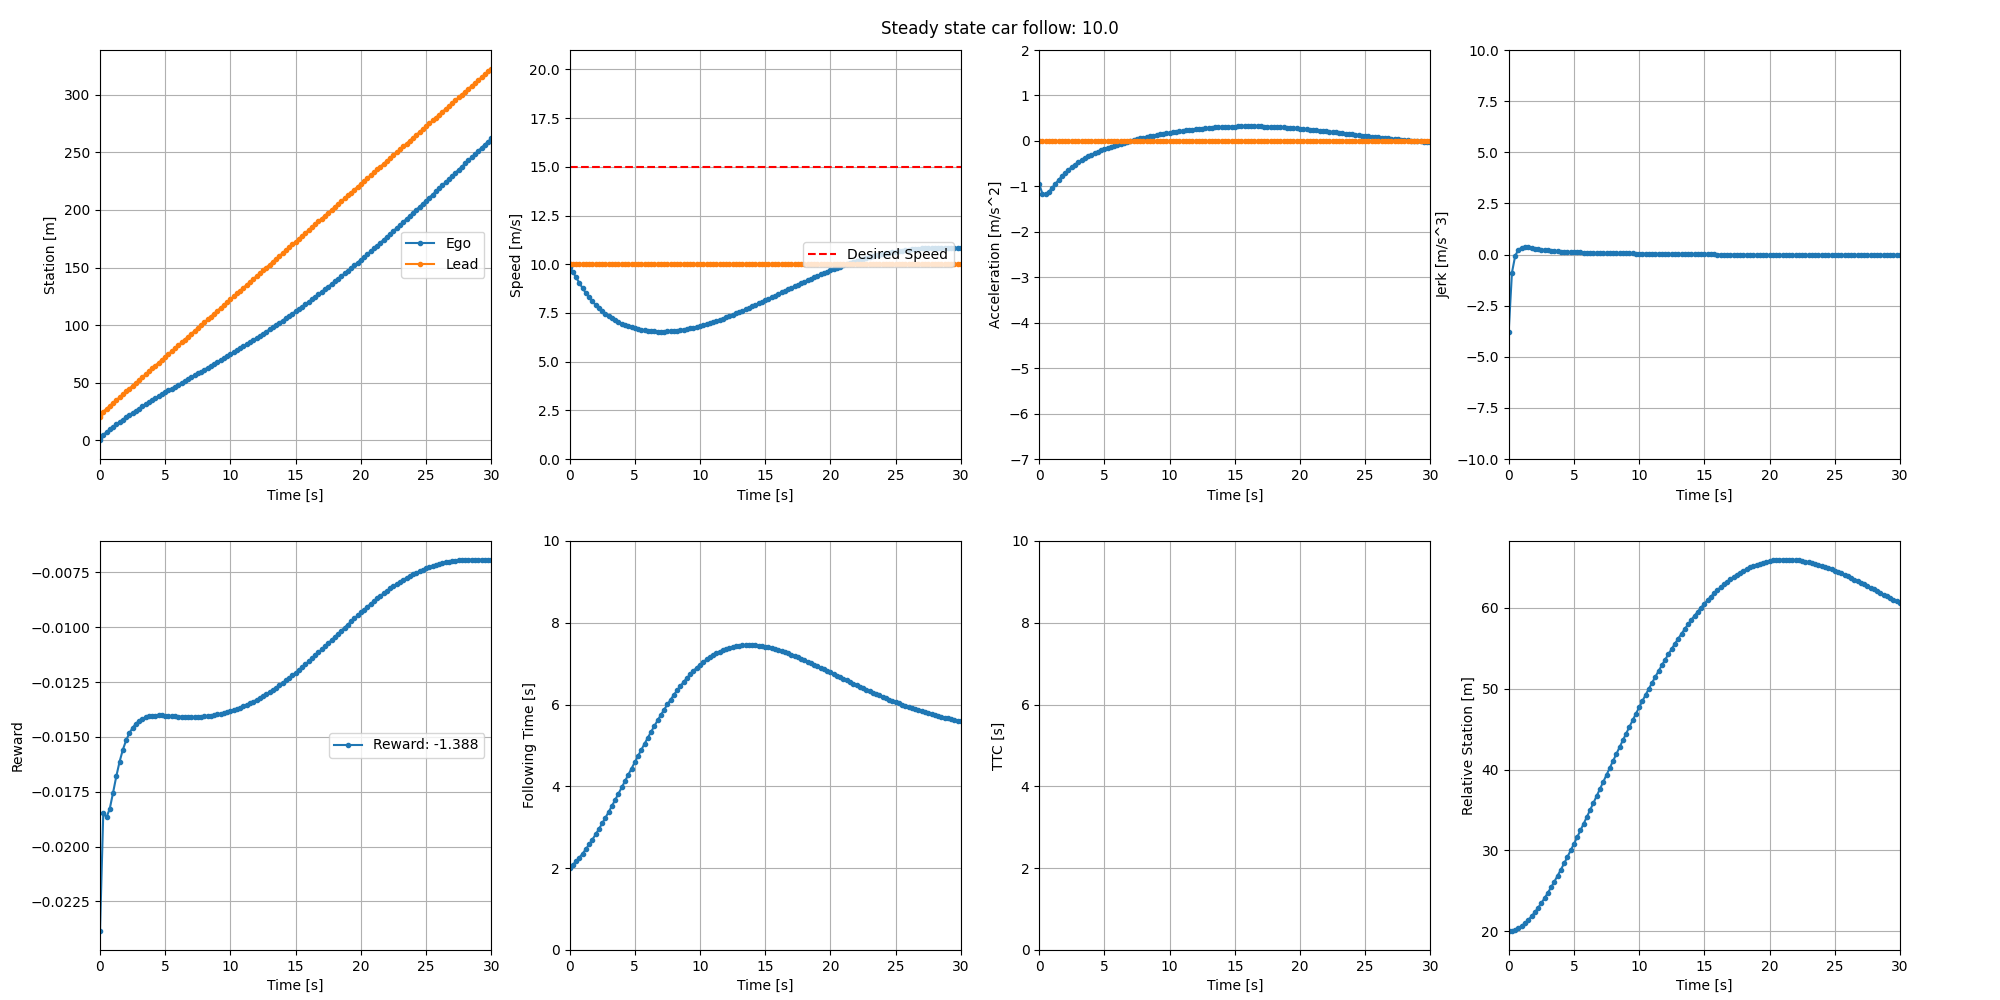 Steady state car follow: 10.0
Station [m]
300
250
200
150
100
50
0
Ego
Lead
0 5 10 15 20 25 30
Time [s]
Speed [m/s]
20.0
17.5
15.0
12.5
10.0
7.5
5.0
2.5
0.0
Desired Speed
0 5 10 15 20 25 30
Time [s]
Acceleration [m/s^2]
2
1
0
−1
−2
−3
−4
−5
−6
−7
0 5 10 15 20 25 30
Time [s]
Jerk [m/s^3]
10.0
7.5
5.0
2.5
0.0
−2.5
−5.0
−7.5
−10.0
0 5 10 15 20 25 30
Time [s]
Reward
−0.0075
−0.0100
−0.0125
−0.0150
−0.0175
−0.0200
−0.0225
Reward: -1.388
0 5 10 15 20 25 30
Time [s]
Following Time [s]
10
8
6
4
2
0
0 5 10 15 20 25 30
Time [s]
TTC [s]
10
8
6
4
2
0
0 5 10 15 20 25 30
Time [s]
Relative Station [m]
60
50
40
30
20
0 5 10 15 20 25 30
Time [s]